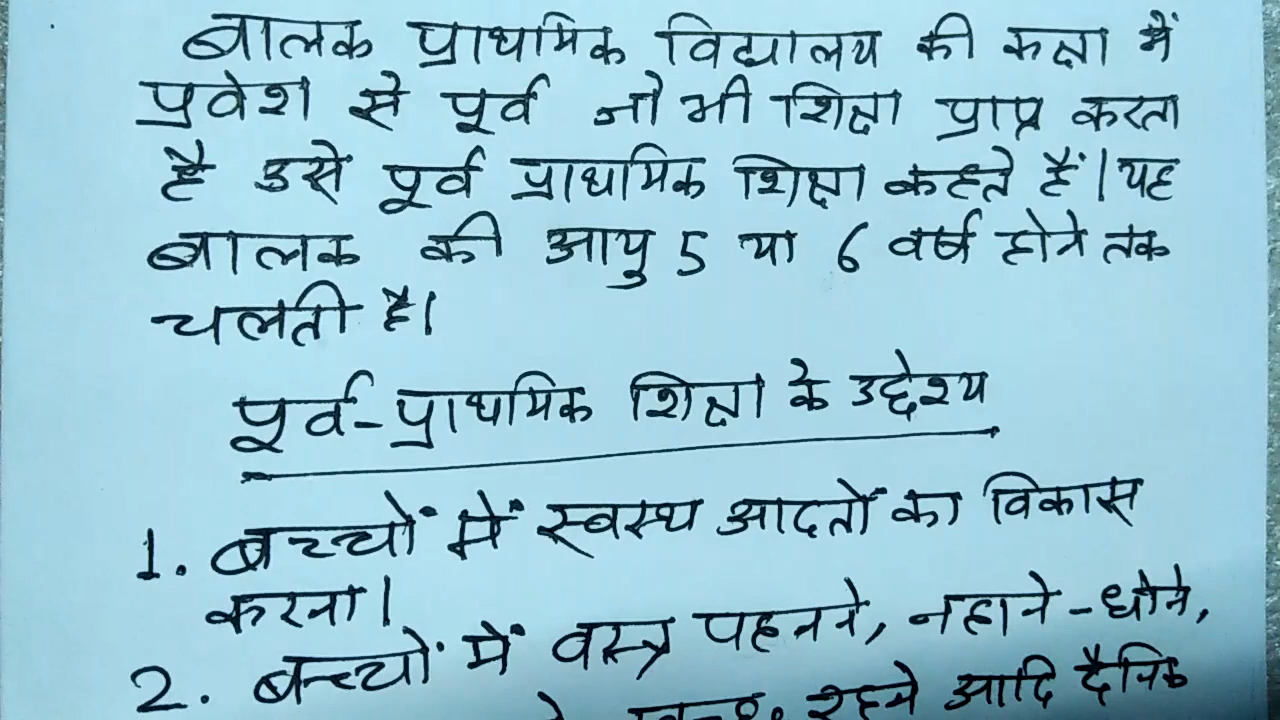 बालक प्राथमिक विद्यालय की कक्षा में
प्रवेश से पूर्व जो भी शिक्षा प्राप्त करता
है उसे पूर्व प्राथमिक शिक्षा कहते हैं। यह
बालक की आयु 5 या 6 वर्ष होने तक
चलती है।
पूर्व-प्राथमिक शिक्षा के उद्देश्य
1. बच्चों में स्वस्थ आदतों का विकास
करना।
2. बच्चों में वस्त्र पहनने, नहाने-धोने,
रहने आदि दैनिक